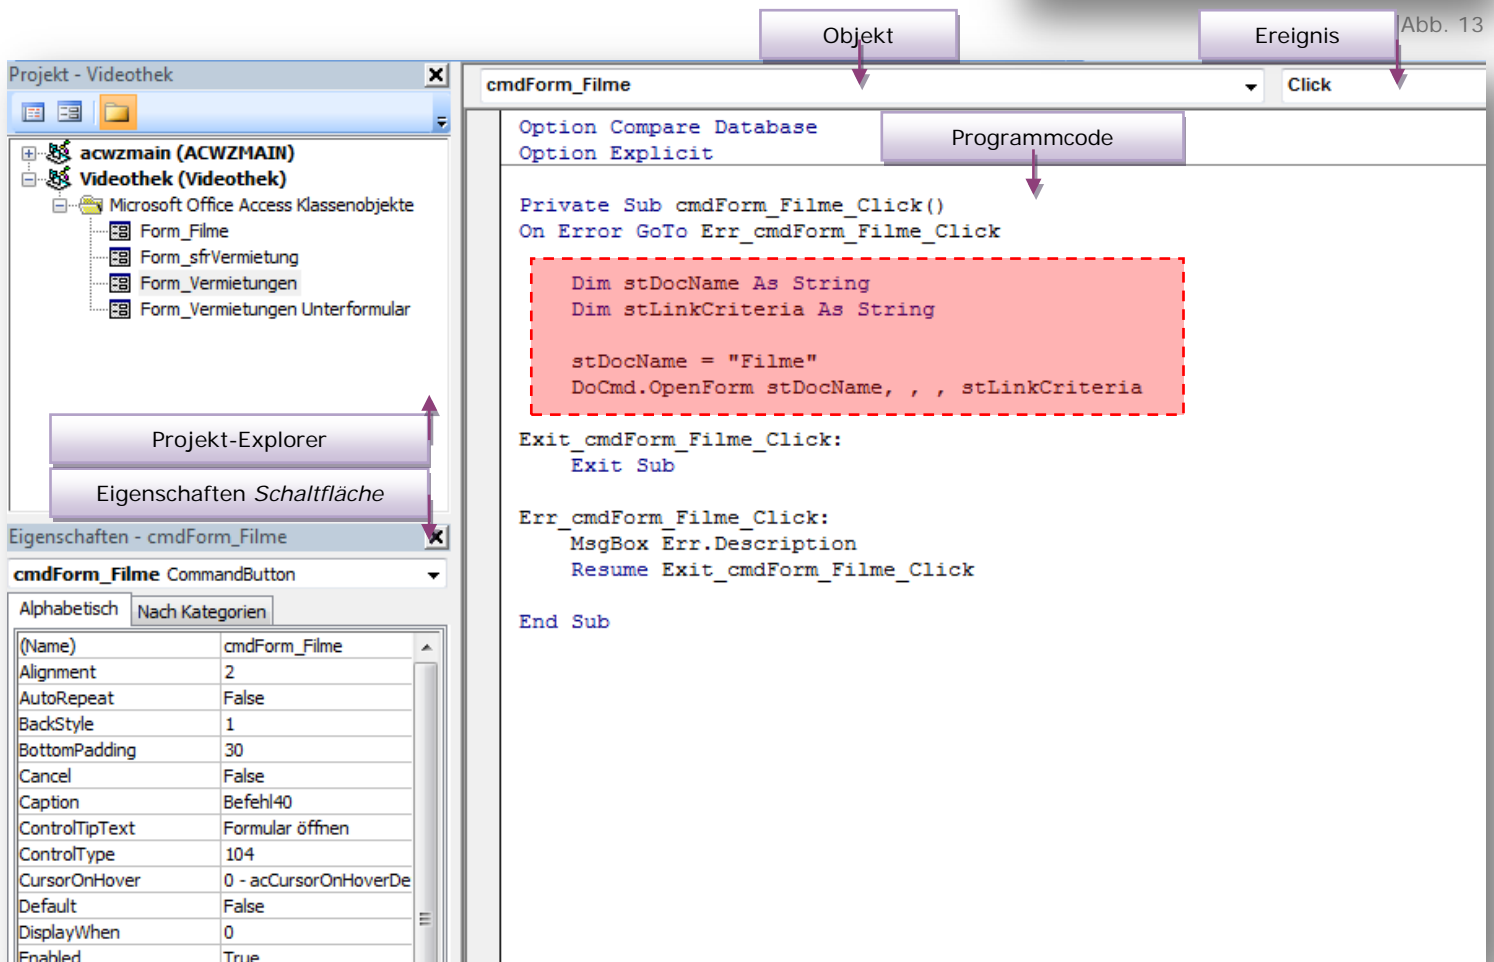 Abb. 13
Objekt
Ereignis
Projekt - Videothek
cmdForm_Filme
Click
acwzmain (ACWZMAIN)
Videothek (Videothek)
Microsoft Office Access Klassenobjekte
Form_Filme
Form_sfrVermietung
Form_Vermietungen
Form_Vermietungen Unterformular
Projekt-Explorer
Eigenschaften Schaltfläche
Programmcode
Option Compare Database
Option Explicit
Private Sub cmdForm_Filme_Click()
On Error GoTo Err_cmdForm_Filme_Click
Dim stDocName As String
Dim stLinkCriteria As String
stDocName = "Filme"
DoCmd.OpenForm stDocName, , , stLinkCriteria
Exit_cmdForm_Filme_Click:
Exit Sub
Err_cmdForm_Filme_Click:
MsgBox Err.Description
Resume Exit_cmdForm_Filme_Click
End Sub
Eigenschaften - cmdForm_Filme
cmdForm_Filme CommandButton
Alphabetisch Nach Kategorien
(Name) cmdForm_Filme
Alignment 2
AutoRepeat False
BackStyle 1
BottomPadding 30
Cancel False
Caption Befehl40
ControlTipText Formular öffnen
ControlType 104
CursorOnHover 0 - acCursorOnHoverDe
Default False
DisplayWhen 0
Enabled True